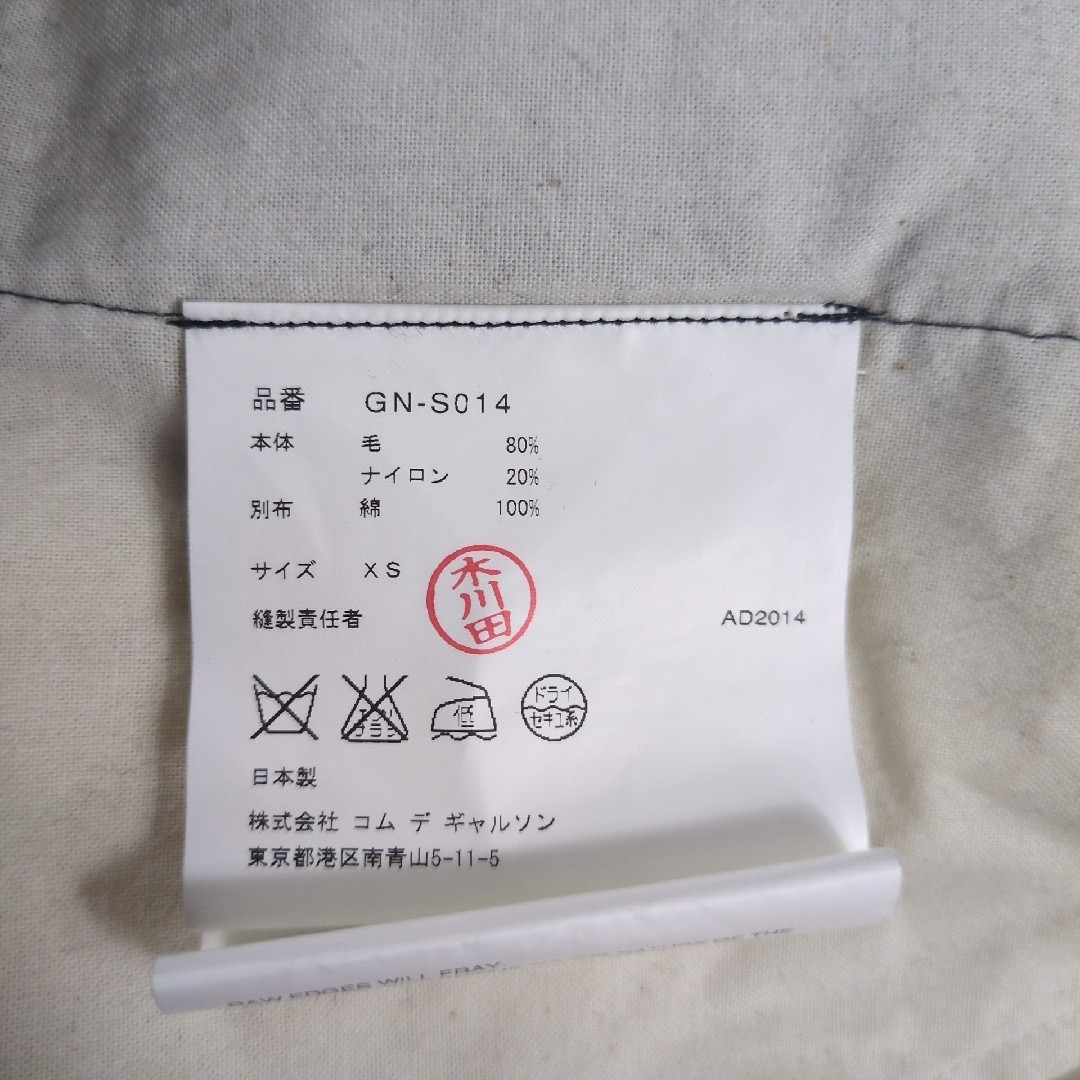 品番 GN-S014
本体 毛 80%
ナイロン 20%
別布 綿 100%
サイズ XS
縫製責任者 木川田 AD2014
低 ドライ セキユ系
日本製
株式会社 コム デ ギャルソン
東京都港区南青山5-11-5
OF THE
RAW EDGES WILL FRAY